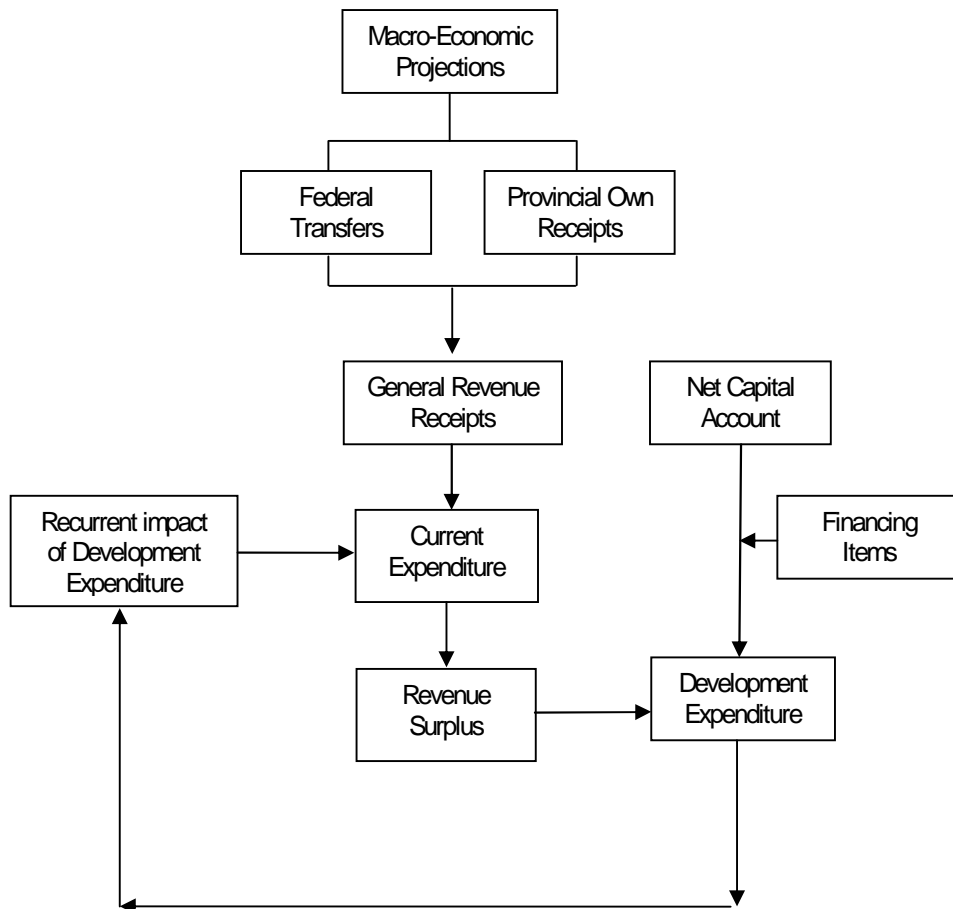 Macro-Economic
Projections
Federal
Transfers
Provincial Own
Receipts
General Revenue
Receipts
Net Capital
Account
Recurrent impact
of Development
Expenditure
Current
Expenditure
Financing
Items
Revenue
Surplus
Development
Expenditure